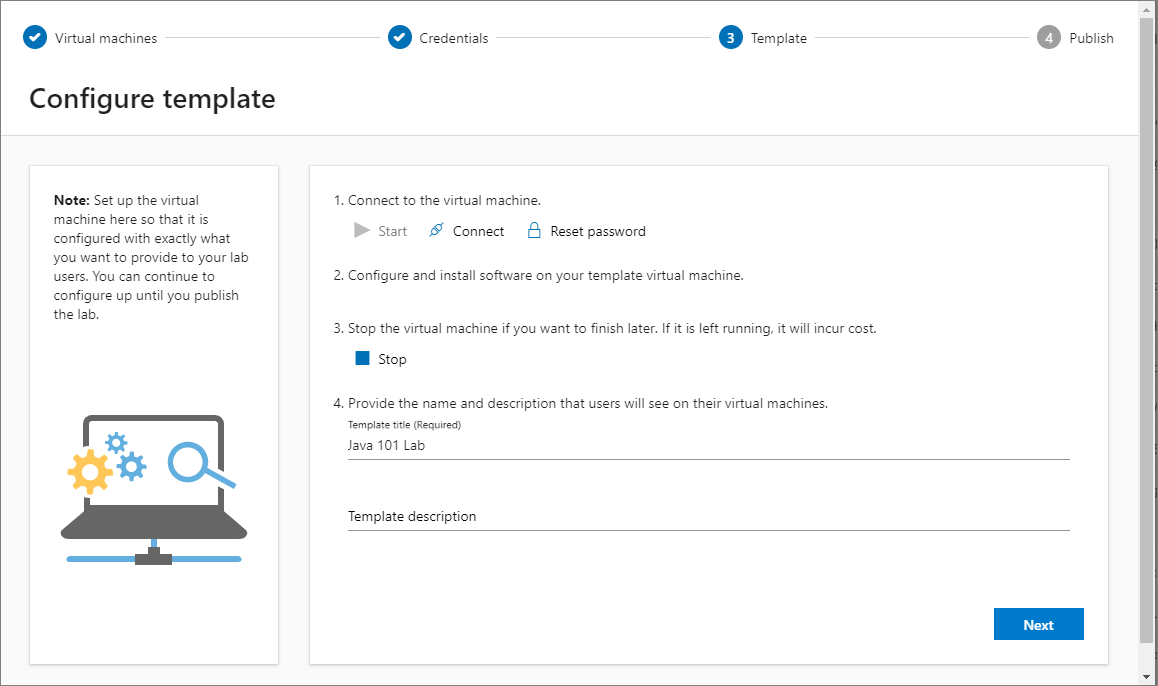 Virtual machines
Credentials
3 Template
4 Publish
Configure template
Note: Set up the virtual
machine here so that it is
configured with exactly what
you want to provide to your lab
users. You can continue to
configure up until you publish
the lab.
1. Connect to the virtual machine.
Start Connect Reset password
2. Configure and install software on your template virtual machine.
3. Stop the virtual machine if you want to finish later. If it is left running, it will incur cost.
Stop
4. Provide the name and description that users will see on their virtual machines.
Template title (Required)
Java 101 Lab
Template description
Next